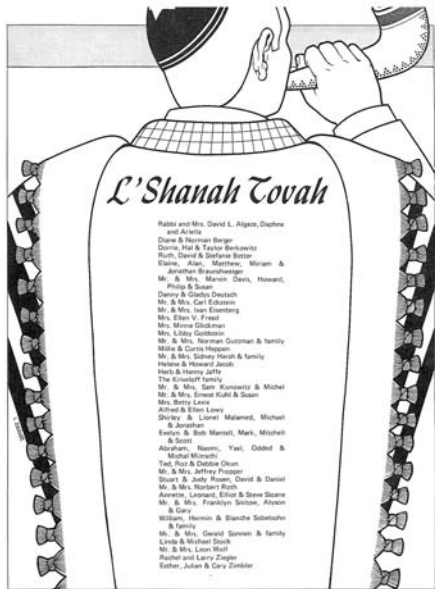 L'Shanah Tovah
Rabbi and Mrs. David L. Algaze, Daphne
and Ariella
Diane & Norman Berger
Dorrie, Hal & Taylor Berkowitz
Ruth, David & Stefanie Better
Elaine, Alan, Matthew, Miriam &
Jonathan Braunshweiger
Mr. & Mrs. Marvin Davis, Howard,
Philip & Susan
Danny & Gladys Deutsch
Mr. & Mrs. Carl Eckstein
Mr. & Mrs. Ivan Eisenberg
Mrs. Ellen V. Freed
Mrs. Minna Glickman
Mrs. Libby Goldstein
Mr. & Mrs. Norman Guttman & family
Millie & Curtis Heppen
Mr. & Mrs. Sidney Hersh & family
Helene & Howard Jacob
Herb & Henny Jaffe
The Kriveloff family
Mr. & Mrs. Sam Kunowitz & Michel
Mr. & Mrs. Ernest Kuhl & Susan
Mrs. Betty Levie
Alfred & Ellen Lowy
Shirley & Lionel Malamed, Michael
& Jonathan
Evelyn & Bob Mantell, Mark, Mitchell
& Scott
Abraham, Naomi, Yael, Odded &
Michal
Ted, Roz & Debbie Okun
Mr. & Mrs. Jeffrey Propper
Stuart & Judy Rosen, David & Daniel
Mr. & Mrs. Norbert Roth
Annette, Leonard, Elliot & Steve Sloane
Mr. & Mrs. Franklyn Snitow, Alyson
& Gary
William, Hermin & Blanche Sobelsohn
& family
Mr. & Mrs. Gerald Sonnen & family
Linda & Michael Stock
Mr. & Mrs. Leon Wolf
Rachel and Larry Ziegler
Esther, Julian & Cary Zimbler